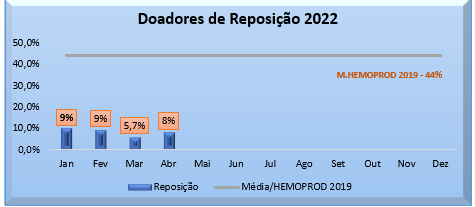 Doadores de Reposição 2022
50,0%
40,0%
30,0%
20,0%
10,0%
0,0%
M.HEMOPROD 2019 - 44%
9% 9% 5,7% 8%
Jan Fev Mar Abr Mai Jun Jul Ago Set Out Nov Dez
Reposição Média/HEMOPROD 2019